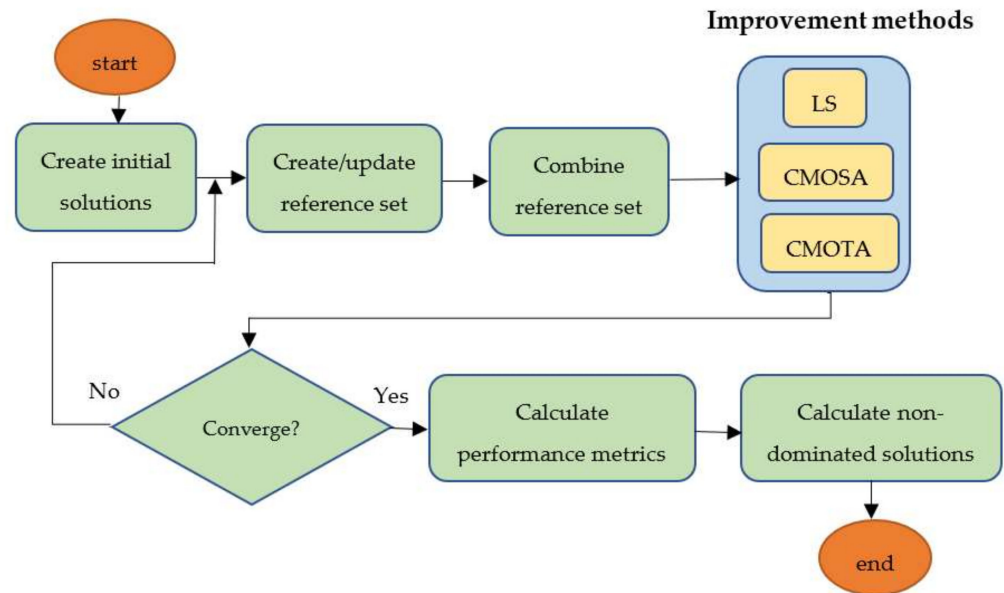 Improvement methods
start
Create initial
solutions
Create/update
reference set
Combine
reference set
LS
CMOSA
CMOTA
No
Converge?
Yes
Calculate
performance metrics
Calculate non-
dominated solutions
end